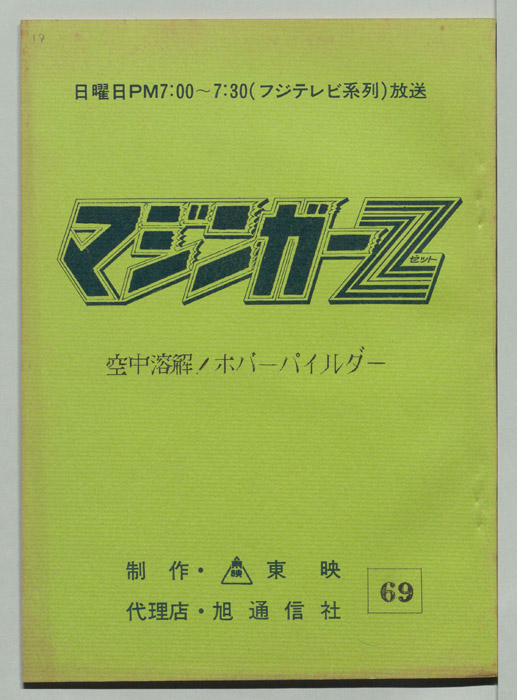 19
日曜日PM7:00~7:30(フジテレビ系列)放送
マジンガーZ
ゼット
空中溶解!ホバーパイルダー
制作・東映 東映
代理店・旭通信社
69